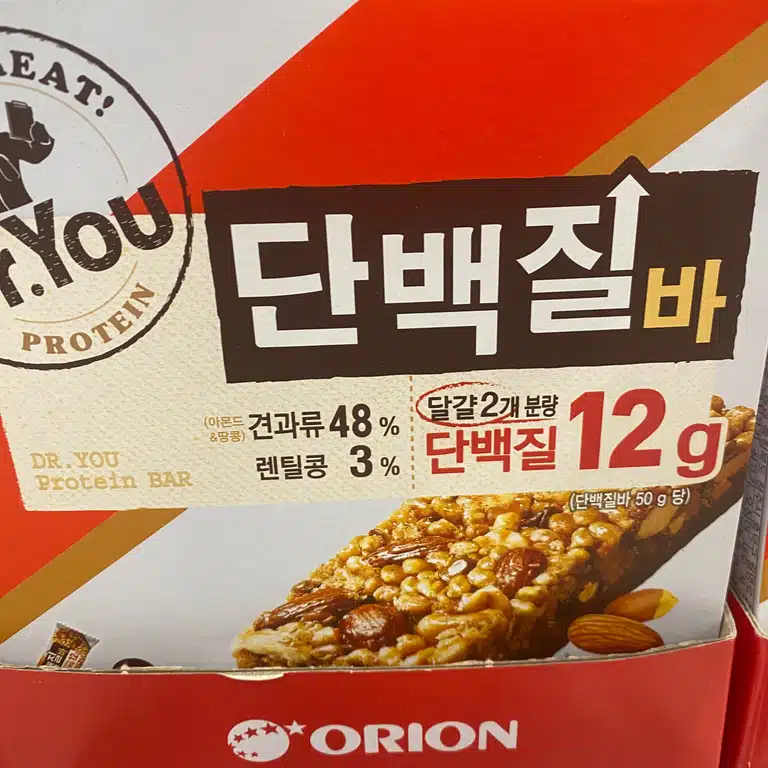 EAT!
r.YOU
PROTEIN
단백질바
(아몬드
&땅콩)
견과류 48 %
렌틸콩 3 %
달걀2개 분량
단백질 12 g
(단백질바 50 g 당)
DR.YOU
Protein BAR
ORION